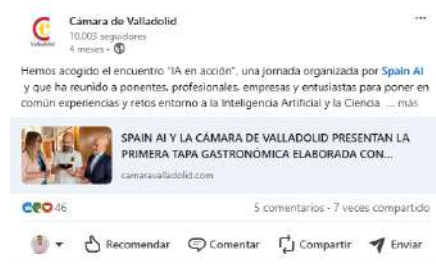 Cámara de Valladolid
10.003 seguidores
4 meses •
Hemos acogido el encuentro "IA en acción", una jornada organizada por Spain AI
y que ha reunido a ponentes, profesionales, empresas y entusiastas para poner en
común experiencias y retos entorno a la Inteligencia Artificial y la Ciencia ... más
SPAIN AI Y LA CÁMARA DE VALLADOLID PRESENTAN LA
PRIMERA TAPA GASTRONÓMICA ELABORADA CON...
camaravalladolid.com
46
5 comentarios - 7 veces compartido
Recomendar
Comentar
Compartir
Enviar